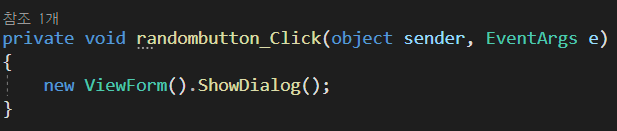 참조 1개
private void randombutton_Click(object sender, EventArgs e)
{
    new ViewForm().ShowDialog();
}